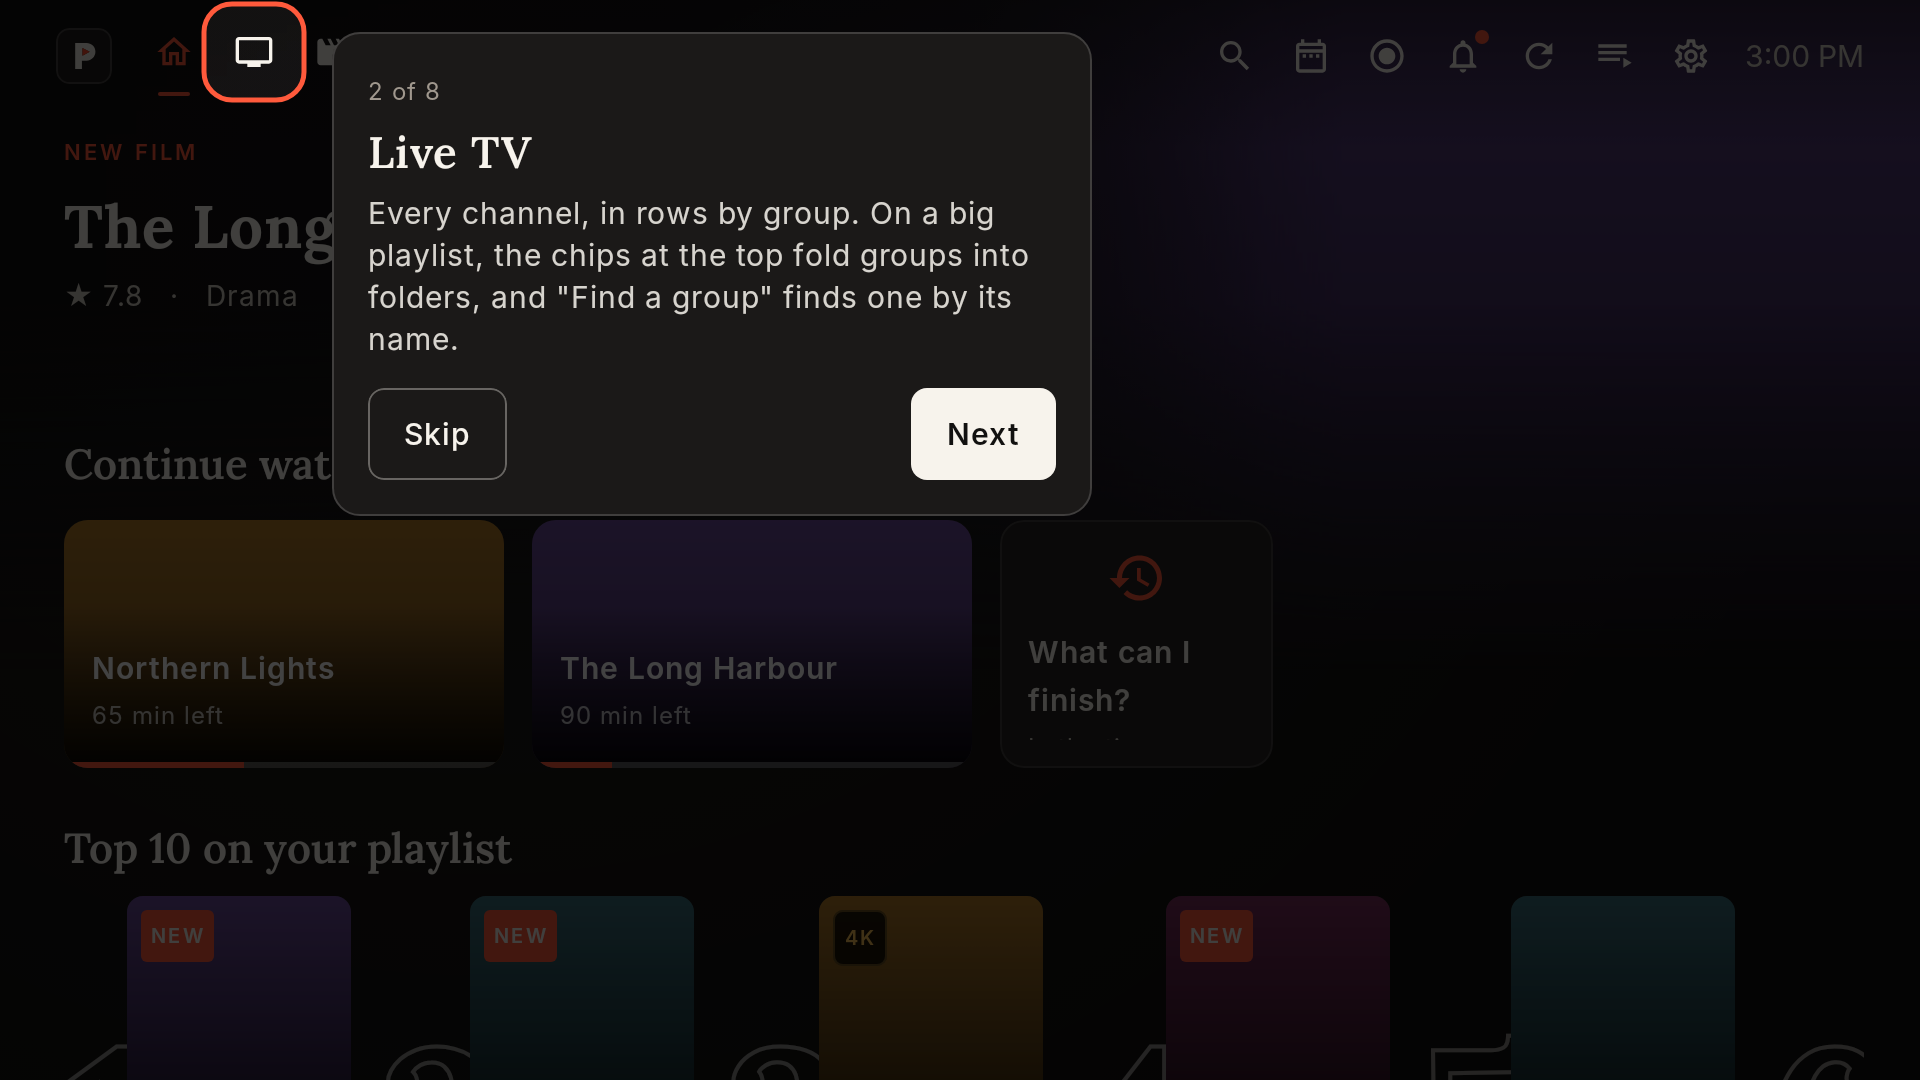 P
3:00 PM
2 of 8
Live TV
Every channel, in rows by group. On a big
playlist, the chips at the top fold groups into
folders, and "Find a group" finds one by its
name.
Skip
Next
NEW FILM
The Long
★ 7.8 · Drama
Continue wat
Northern Lights
65 min left
The Long Harbour
90 min left
What can I
finish?
Top 10 on your playlist
NEW
NEW
4K
NEW